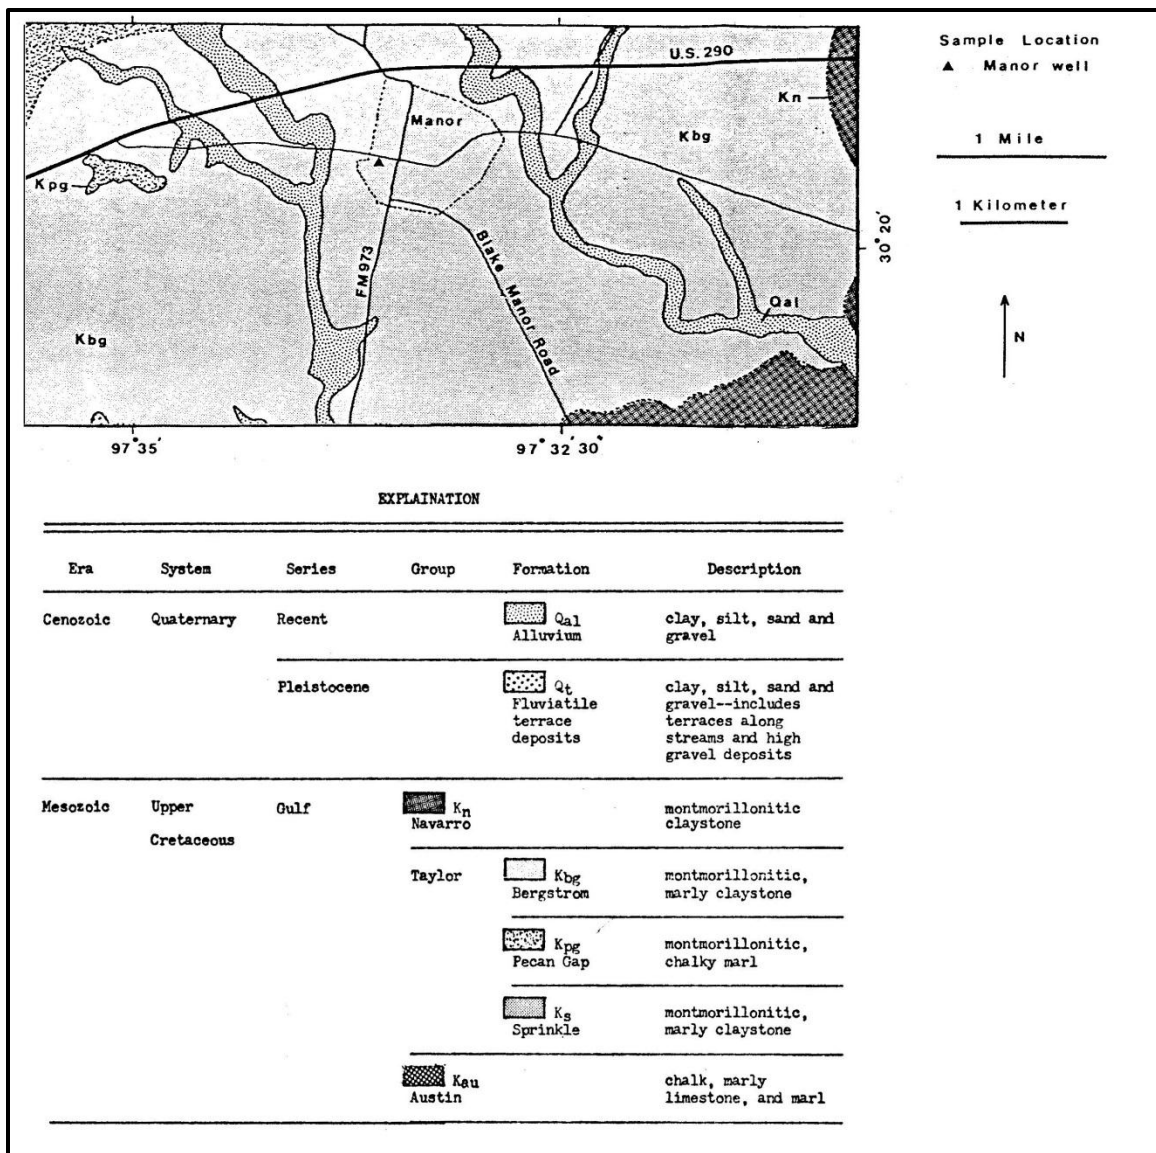 U.S. 290
Sample Location
▲ Manor well
Kn
Manor
Kbg
1 Mile
Kpg
1 Kilometer
30° 20'
FM973
Blake Manor Road
Qal
Kbg
N
97° 35'
97° 32' 30"
EXPLAINATION
Era System Series Group Formation Description
Cenozoic Quaternary Recent Qal clay, silt, sand and
Alluvium gravel
Pleistocene Qt clay, silt, sand and
Fluviatile gravel--includes
terrace terraces along
deposits streams and high
gravel deposits
Mesozoic Upper Gulf Kn montmorillonitic
Cretaceous Navarro claystone
Taylor Kbg montmorillonitic,
Bergstrom marly claystone
Kpg montmorillonitic,
Pecan Gap chalky marl
Ks montmorillonitic,
Sprinkle marly claystone
Kau chalk, marly
Austin limestone, and marl